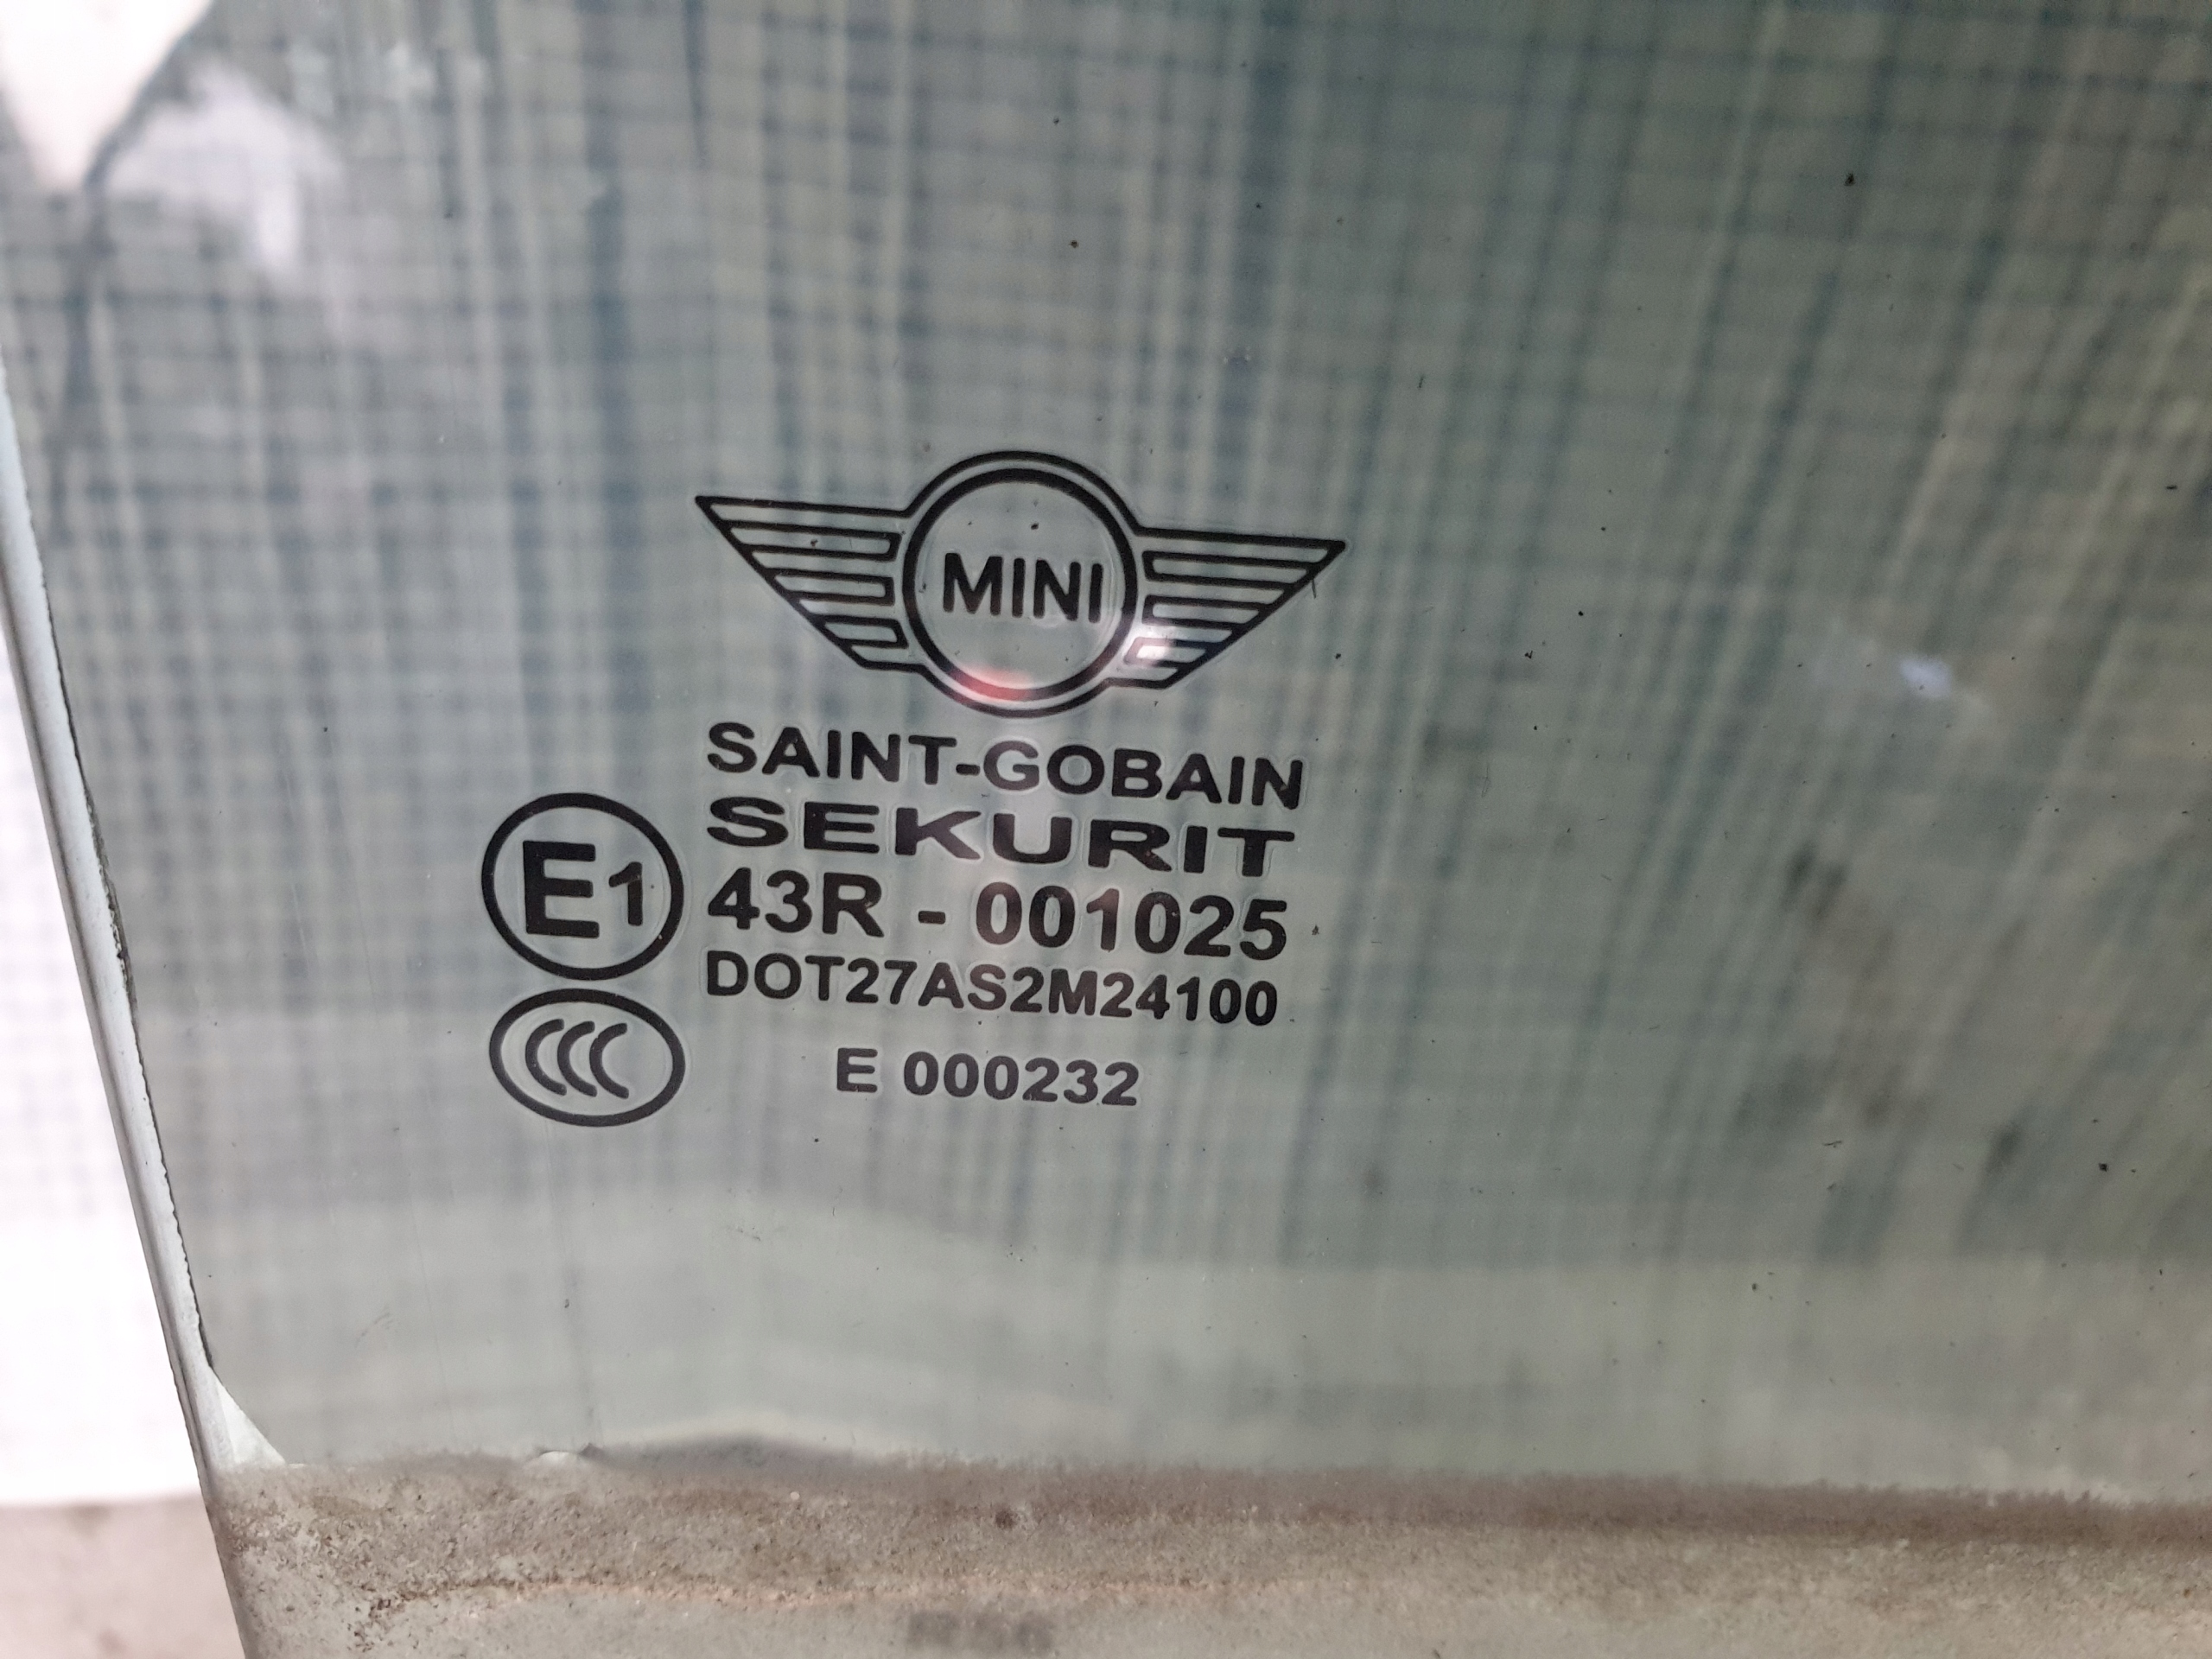 MINI
SAINT-GOBAIN
SEKURIT
E1
43R - 001025
DOT27AS2M24100
CCC
E 000232